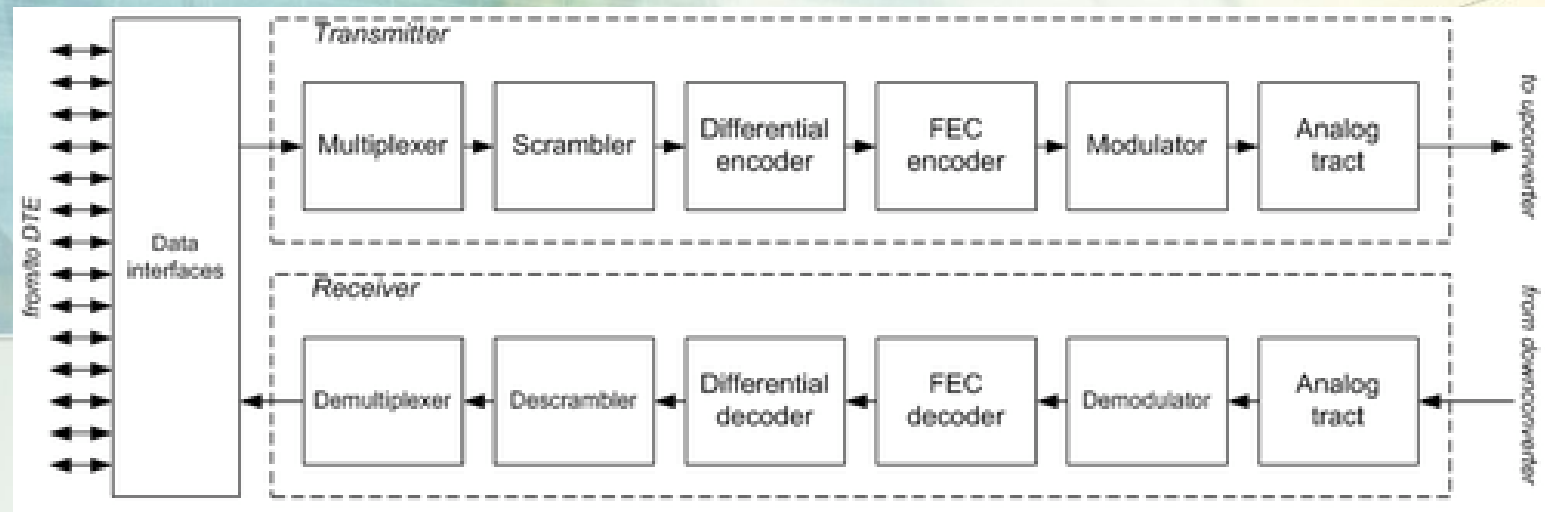 Transmitter
Multiplexer
Scrambler
Differential
encoder
FEC
encoder
Modulator
Analog
tract
to upconverter
from/to DTE
Data
interfaces
Receiver
Demultiplexer
Descrambler
Differential
decoder
FEC
decoder
Demodulator
Analog
tract
from downconverter